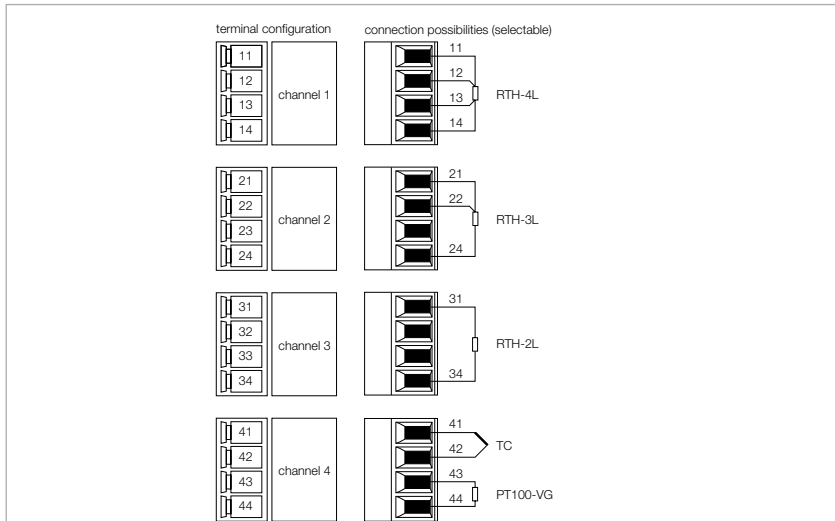 terminal configuration
connection possibilities (selectable)
11
12
13
14
channel 1
11
12
13
14
RTH-4L
21
22
23
24
channel 2
21
22
24
RTH-3L
31
32
33
34
channel 3
31
34
RTH-2L
41
42
43
44
channel 4
41
42
TC
43
44
PT100-VG